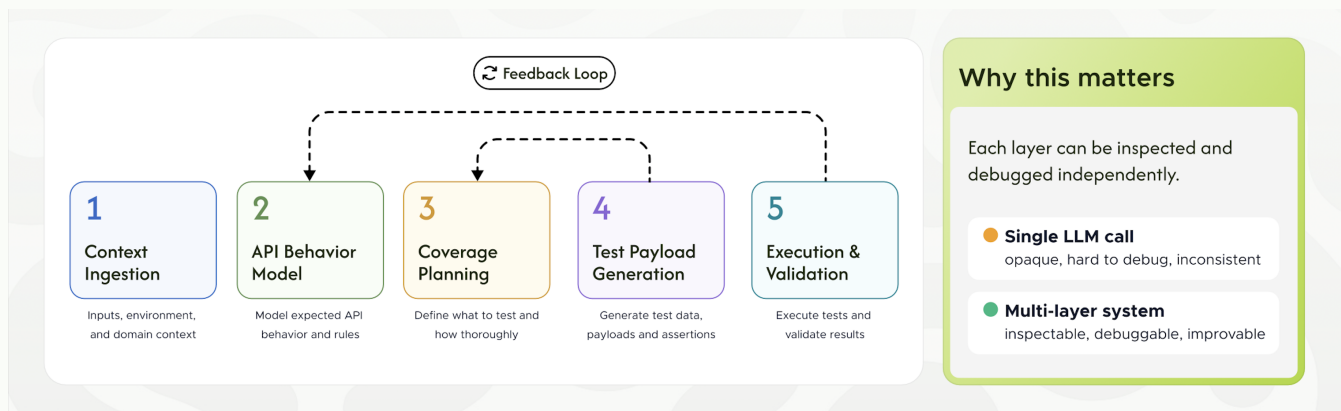 Feedback Loop
1
Context
Ingestion
Inputs, environment,
and domain context
2
API Behavior
Model
Model expected API
behavior and rules
3
Coverage
Planning
Define what to test and
how thoroughly
4
Test Payload
Generation
Generate test data,
payloads and assertions
5
Execution &
Validation
Execute tests and
validate results
Why this matters
Each layer can be inspected and
debugged independently.
Single LLM call
opaque, hard to debug, inconsistent
Multi-layer system
inspectable, debuggable, improvable